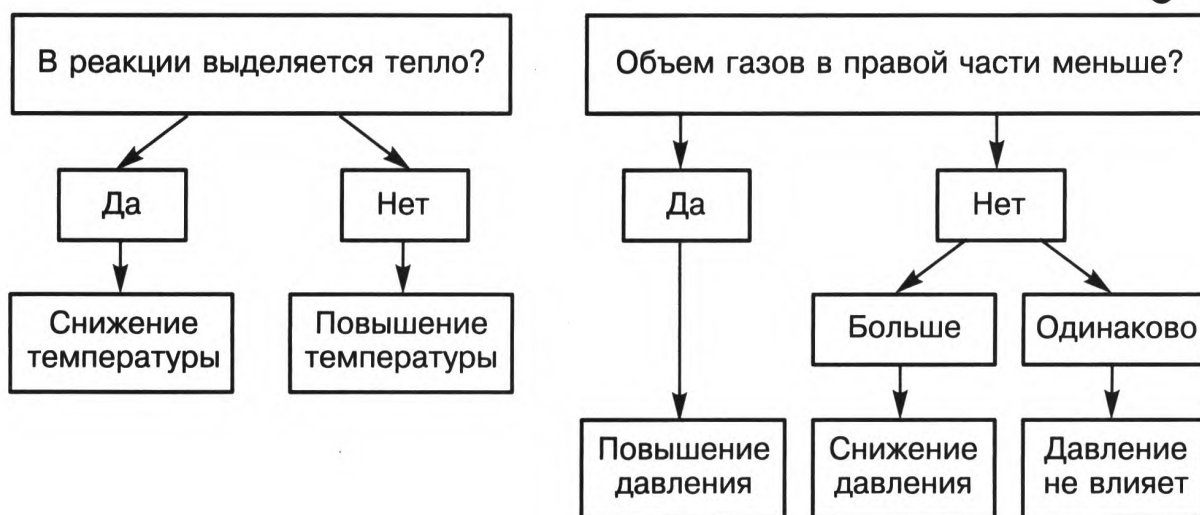 В реакции выделяется тепло?
Да
Нет
Снижение
температуры
Повышение
температуры
Объем газов в правой части меньше?
Да
Нет
Больше
Одинаково
Повышение
давления
Снижение
давления
Давление
не влияет